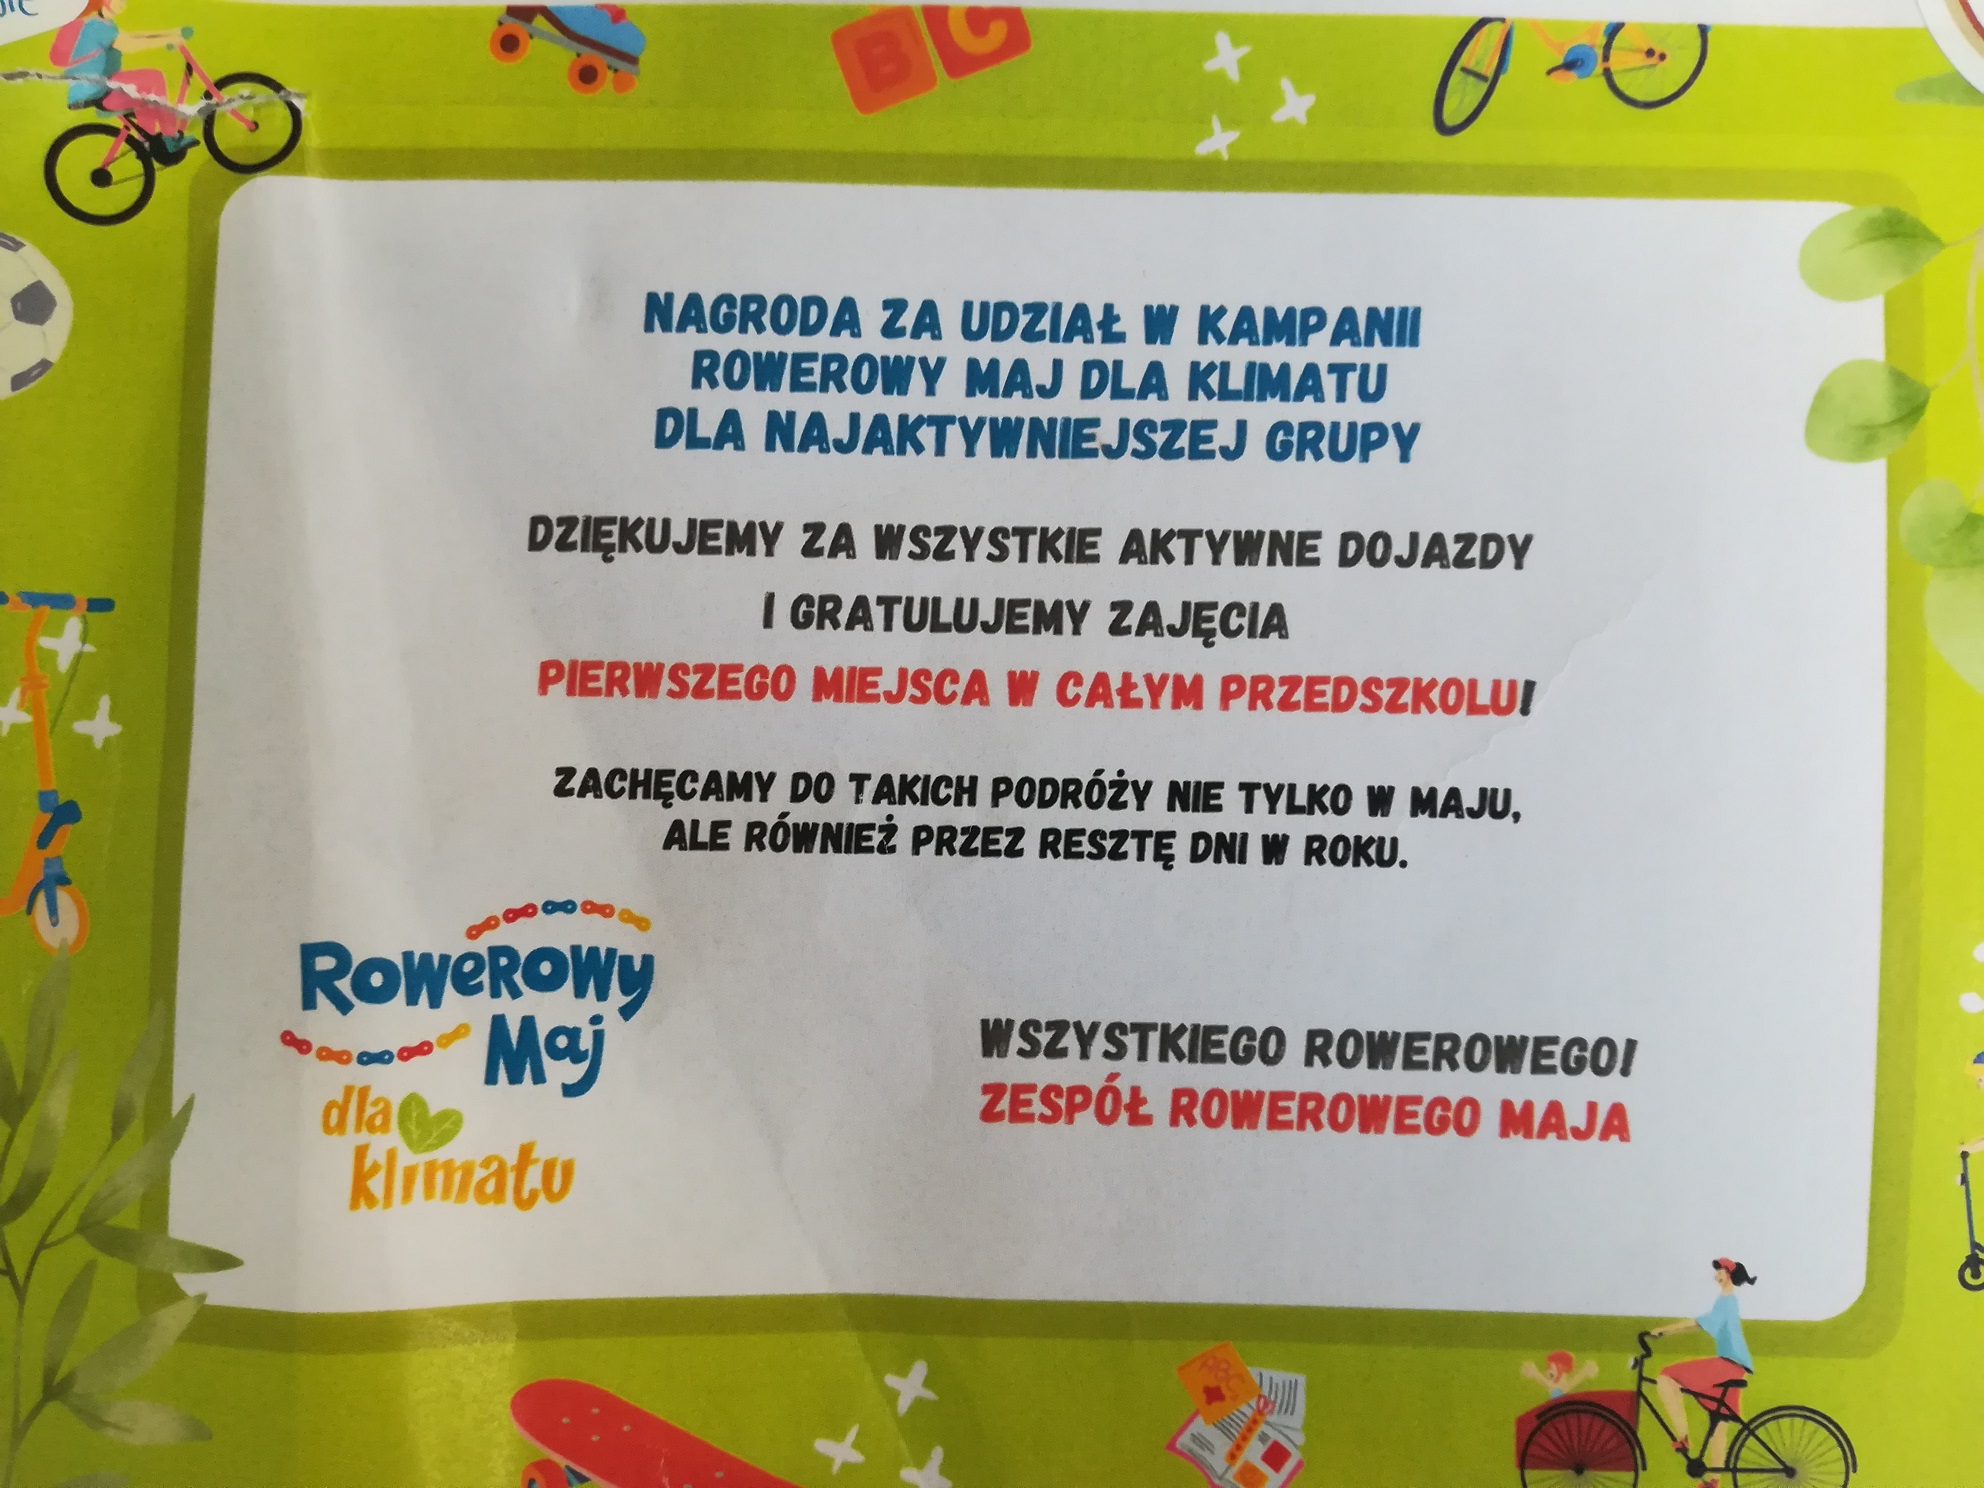 B C
NAGRODA ZA UDZIAŁ W KAMPANII
ROWEROWY MAJ DLA KLIMATU
DLA NAJAKTYWNIEJSZEJ GRUPY
DZIĘKUJEMY ZA WSZYSTKIE AKTYWNE DOJAZDY
I GRATULUJEMY ZAJĘCIA
PIERWSZEGO MIEJSCA W CAŁYM PRZEDSZKOLU!
ZACHĘCAMY DO TAKICH PODRÓŻY NIE TYLKO W MAJU,
ALE RÓWNIEŻ PRZEZ RESZTĘ DNI W ROKU.
Rowerowy
Maj
dla
klimatu
WSZYSTKIEGO ROWEROWEGO!
ZESPÓŁ ROWEROWEGO MAJA
ABC